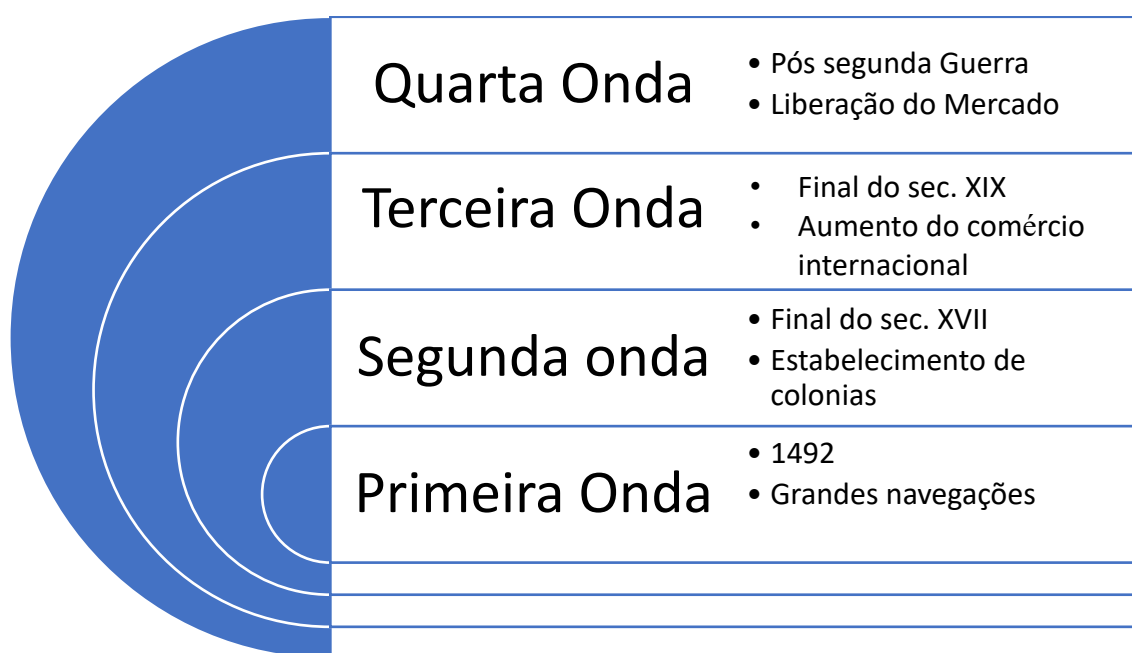 Quarta Onda
• Pós segunda Guerra
• Liberação do Mercado
Terceira Onda
• Final do sec. XIX
• Aumento do comércio
internacional
Segunda onda
• Final do sec. XVII
• Estabelecimento de
colonias
Primeira Onda
• 1492
• Grandes navegações